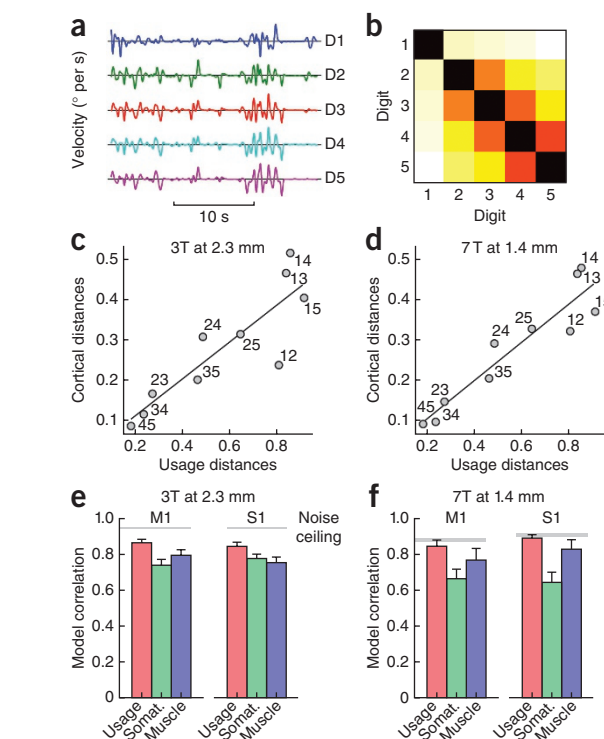 a
Velocity (° per s)
D1
D2
D3
D4
D5
10 s
b
Digit
1
2
3
4
5
1 2 3 4 5
Digit
c
3T at 2.3 mm
Cortical distances
0.5
0.4
0.3
0.2
0.1
14
13
15
24
25
12
23
35
34
45
0.2 0.4 0.6 0.8
Usage distances
d
7T at 1.4 mm
Cortical distances
0.5
0.4
0.3
0.2
0.1
14
13
25
24
12
35
23
45
34
0.2 0.4 0.6 0.8
Usage distances
e
3T at 2.3 mm
M1 S1
Noise
ceiling
Model correlation
1.0
0.8
0.6
0.4
0.2
0
Usage Somat. Muscle Usage Somat. Muscle
f
7T at 1.4 mm
M1 S1
Model correlation
1.0
0.8
0.6
0.4
0.2
0
Usage Somat. Muscle Usage Somat. Muscle